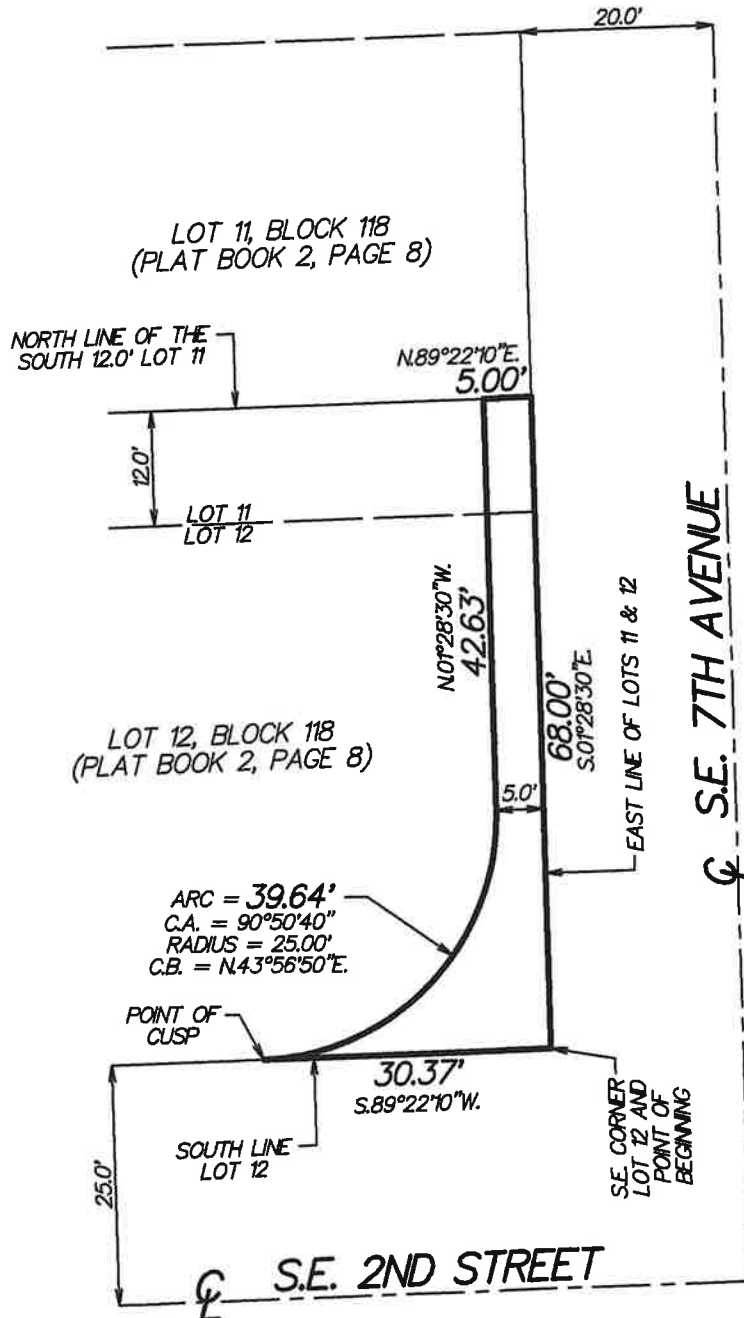 20.0'
LOT 11, BLOCK 118
(PLAT BOOK 2, PAGE 8)
NORTH LINE OF THE
SOUTH 12.0' LOT 11
N.89°22'10"E.
5.00'
12.0'
LOT 11
LOT 12
N.01°28'30"W.
42.63'
68.00'
S.01°28'30"E.
EAST LINE OF LOTS 11 & 12
℄ S.E. 7TH AVENUE
LOT 12, BLOCK 118
(PLAT BOOK 2, PAGE 8)
5.0'
ARC = 39.64'
C.A. = 90°50'40"
RADIUS = 25.00'
C.B. = N.43°56'50"E.
POINT OF
CUSP
30.37'
S.89°22'10"W.
SOUTH LINE
LOT 12
S.E. CORNER
LOT 12 AND
POINT OF
BEGINNING
25.0'
℄ S.E. 2ND STREET